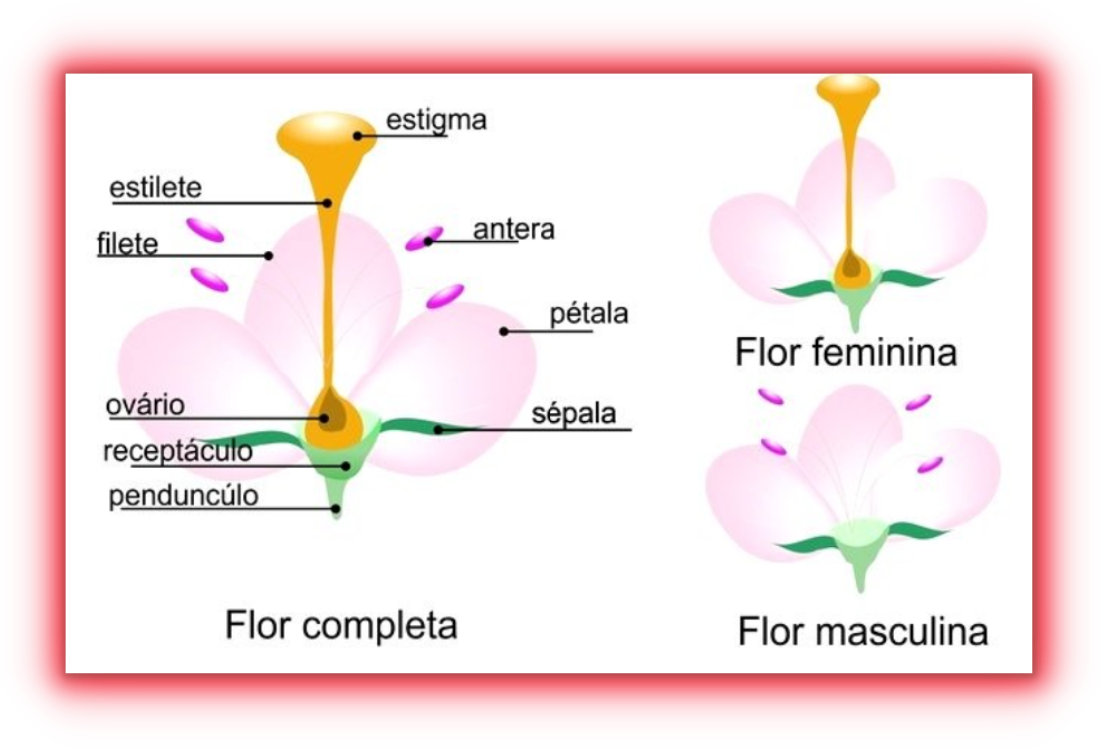 estigma
estilete
antera
filete
pétala
ovário
sépala
receptáculo
penduncúlo
Flor completa
Flor feminina
Flor masculina